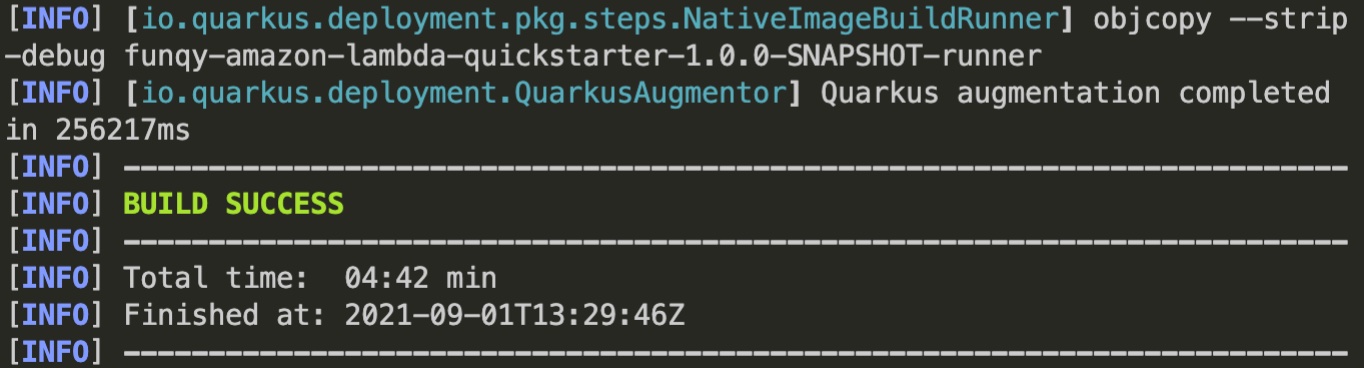 [INFO] [io.quarkus.deployment.pkg.steps.NativeImageBuildRunner] objcopy --strip
-debug funqy-amazon-lambda-quickstarter-1.0.0-SNAPSHOT-runner
[INFO] [io.quarkus.deployment.QuarkusAugmentor] Quarkus augmentation completed
in 256217ms
[INFO] ------------------------------------------------------------------------
[INFO] BUILD SUCCESS
[INFO] ------------------------------------------------------------------------
[INFO] Total time:  04:42 min
[INFO] Finished at: 2021-09-01T13:29:46Z
[INFO] ------------------------------------------------------------------------